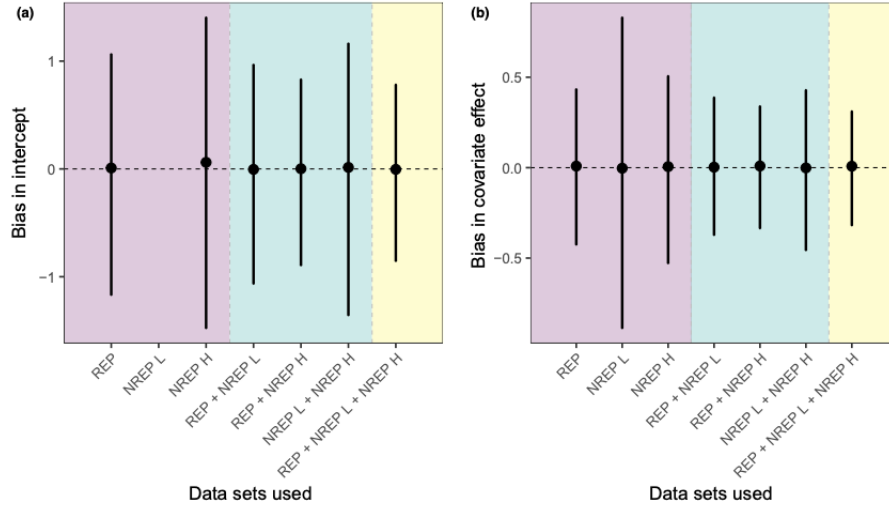 (a)
Bias in intercept
1
0
−1
REP
NREP L
NREP H
REP + NREP L
REP + NREP H
NREP L + NREP H
REP + NREP L + NREP H
Data sets used
(b)
Bias in covariate effect
0.5
0.0
−0.5
REP
NREP L
NREP H
REP + NREP L
REP + NREP H
NREP L + NREP H
REP + NREP L + NREP H
Data sets used